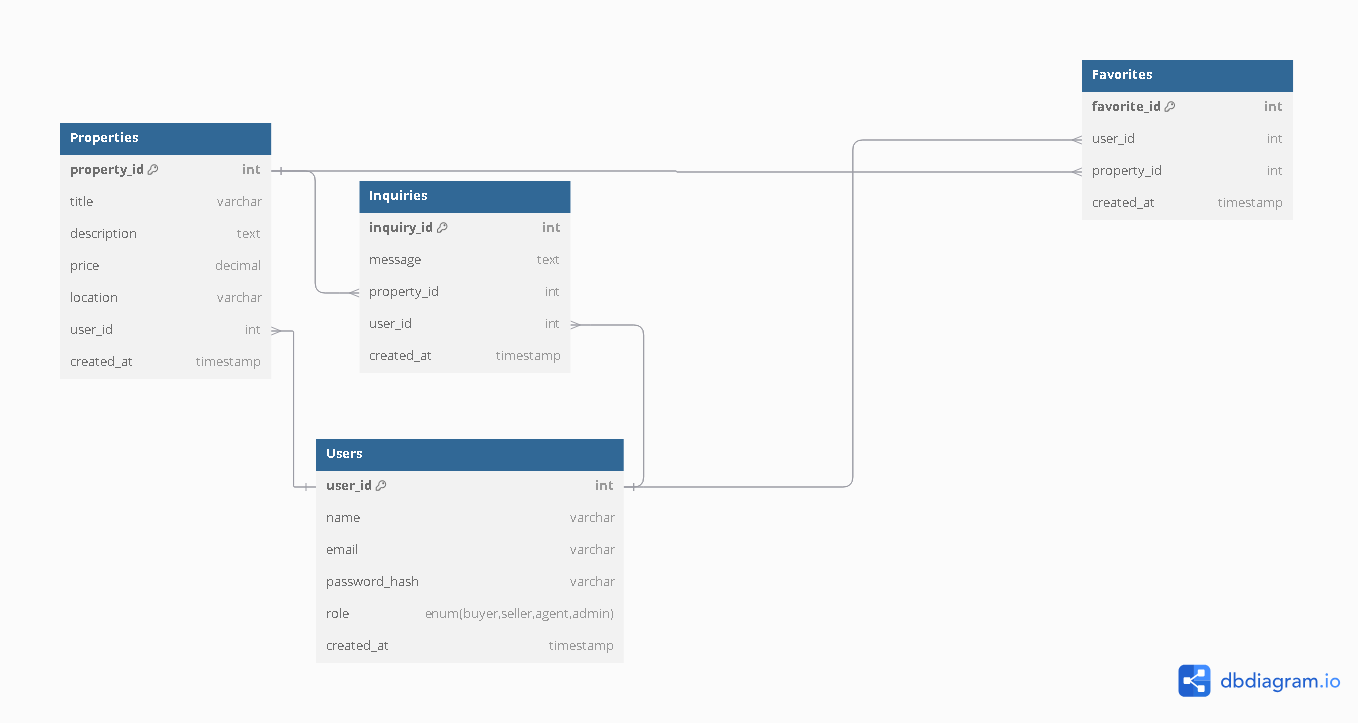 Properties
property_id int
title varchar
description text
price decimal
location varchar
user_id int
created_at timestamp
Inquiries
inquiry_id int
message text
property_id int
user_id int
created_at timestamp
Users
user_id int
name varchar
email varchar
password_hash varchar
role enum(buyer,seller,agent,admin)
created_at timestamp
Favorites
favorite_id int
user_id int
property_id int
created_at timestamp
dbdiagram.io